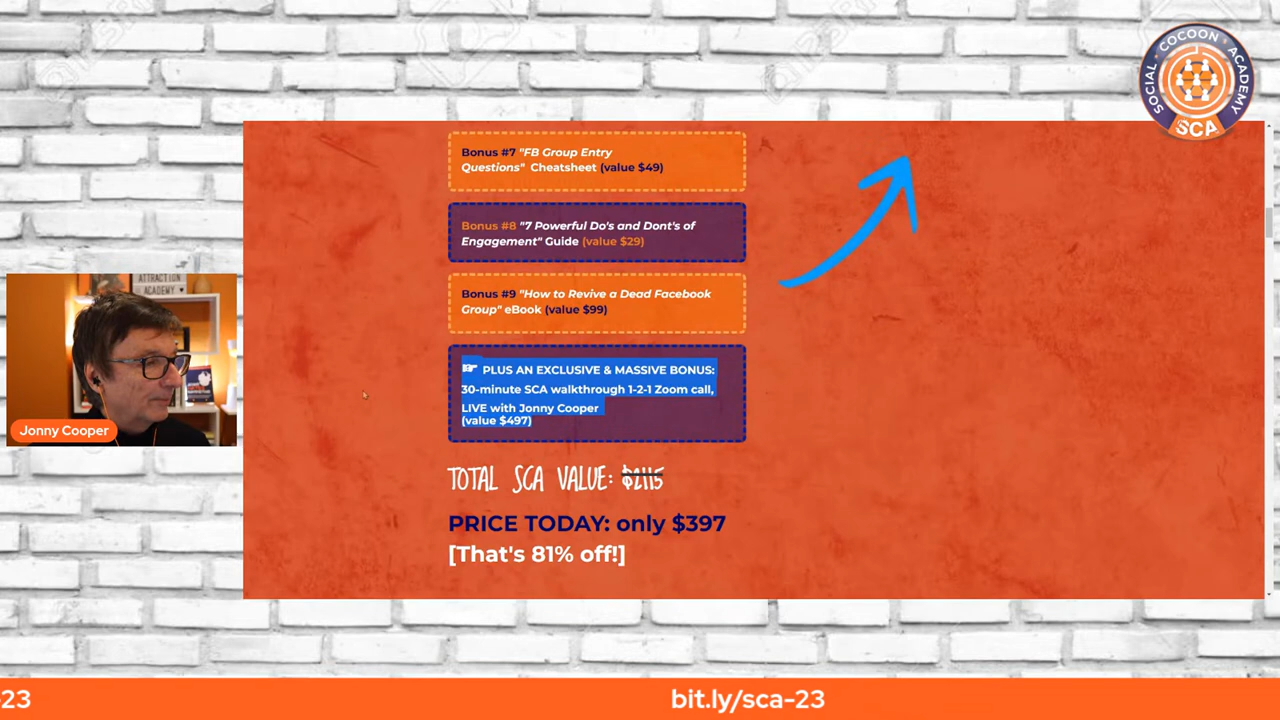 SOCIAL COCOON ACADEMY
SCA
Bonus #7 "FB Group Entry
Questions" Cheatsheet (value $49)
Bonus #8 "7 Powerful Do's and Dont's of
Engagement" Guide (value $29)
Bonus #9 "How to Revive a Dead Facebook
Group" eBook (value $99)
☛ PLUS AN EXCLUSIVE & MASSIVE BONUS:
30-minute SCA walkthrough 1-2-1 Zoom call,
LIVE with Jonny Cooper
(value $497)
TOTAL SCA VALUE: $2115
PRICE TODAY: only $397
[That's 81% off!]
ATTRACTION
ACADEMY
Jonny Cooper
-23
bit.ly/sca-23